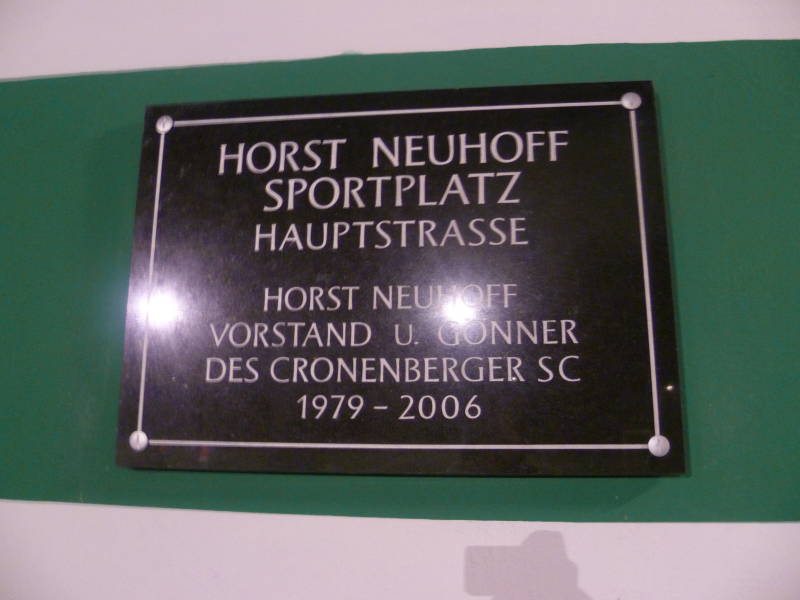 HORST NEUHOFF
SPORTPLATZ
HAUPTSTRASSE
HORST NEUHOFF
VORSTAND U. GÖNNER
DES CRONENBERGER SC
1979 – 2006